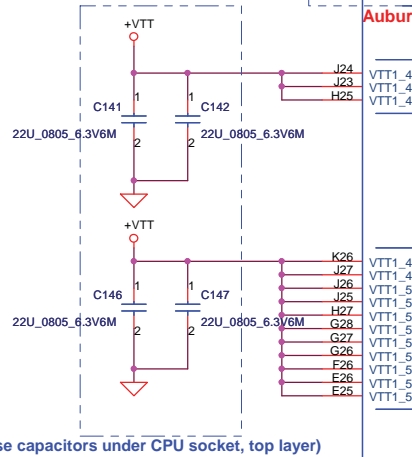 Aubur
+VTT
J24 VTT1_4
J23 VTT1_4
H25 VTT1_4
1 1
C141 C142
22U_0805_6.3V6M 22U_0805_6.3V6M
2 2
+VTT
K26 VTT1_4
J27 VTT1_4
J26 VTT1_5
J25 VTT1_5
H27 VTT1_5
G28 VTT1_5
G27 VTT1_5
G26 VTT1_5
F26 VTT1_5
E26 VTT1_5
E25 VTT1_5
1 1
C146 C147
22U_0805_6.3V6M 22U_0805_6.3V6M
2 2
se capacitors under CPU socket, top layer)